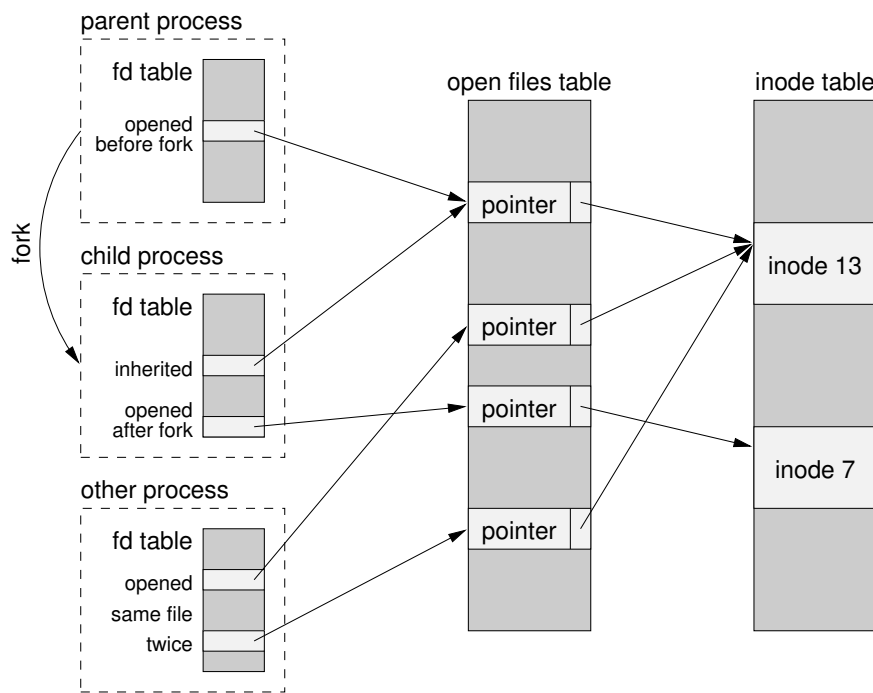 parent process
fd table
opened
before fork
fork
child process
fd table
inherited
opened
after fork
other process
fd table
opened
same file
twice
open files table
pointer
pointer
pointer
pointer
inode table
inode 13
inode 7